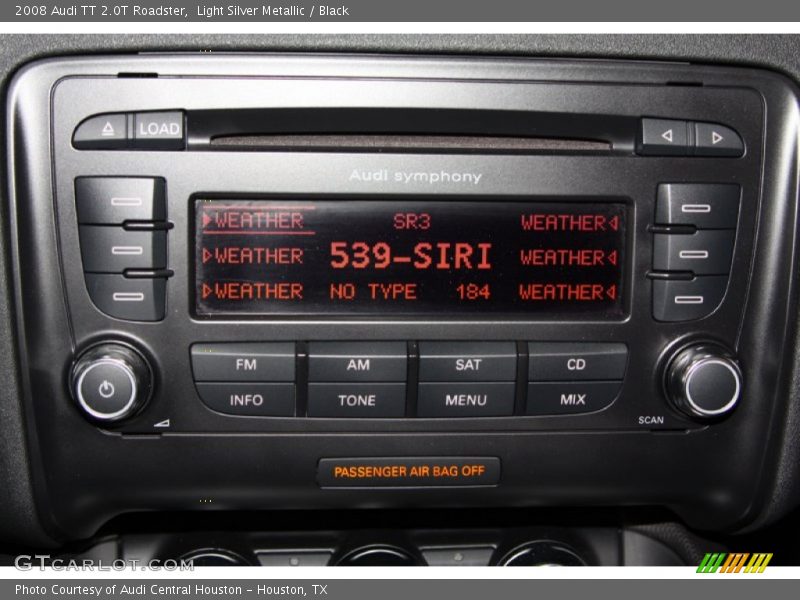 2008 Audi TT 2.0T Roadster,  Light Silver Metallic / Black
LOAD
Audi symphony
WEATHER SR3 WEATHER
WEATHER 539-SIRI WEATHER
WEATHER NO TYPE 184 WEATHER
FM AM SAT CD
INFO TONE MENU MIX
SCAN
PASSENGER AIR BAG OFF
GTCARLOT.COM
Photo Courtesy of Audi Central Houston - Houston, TX